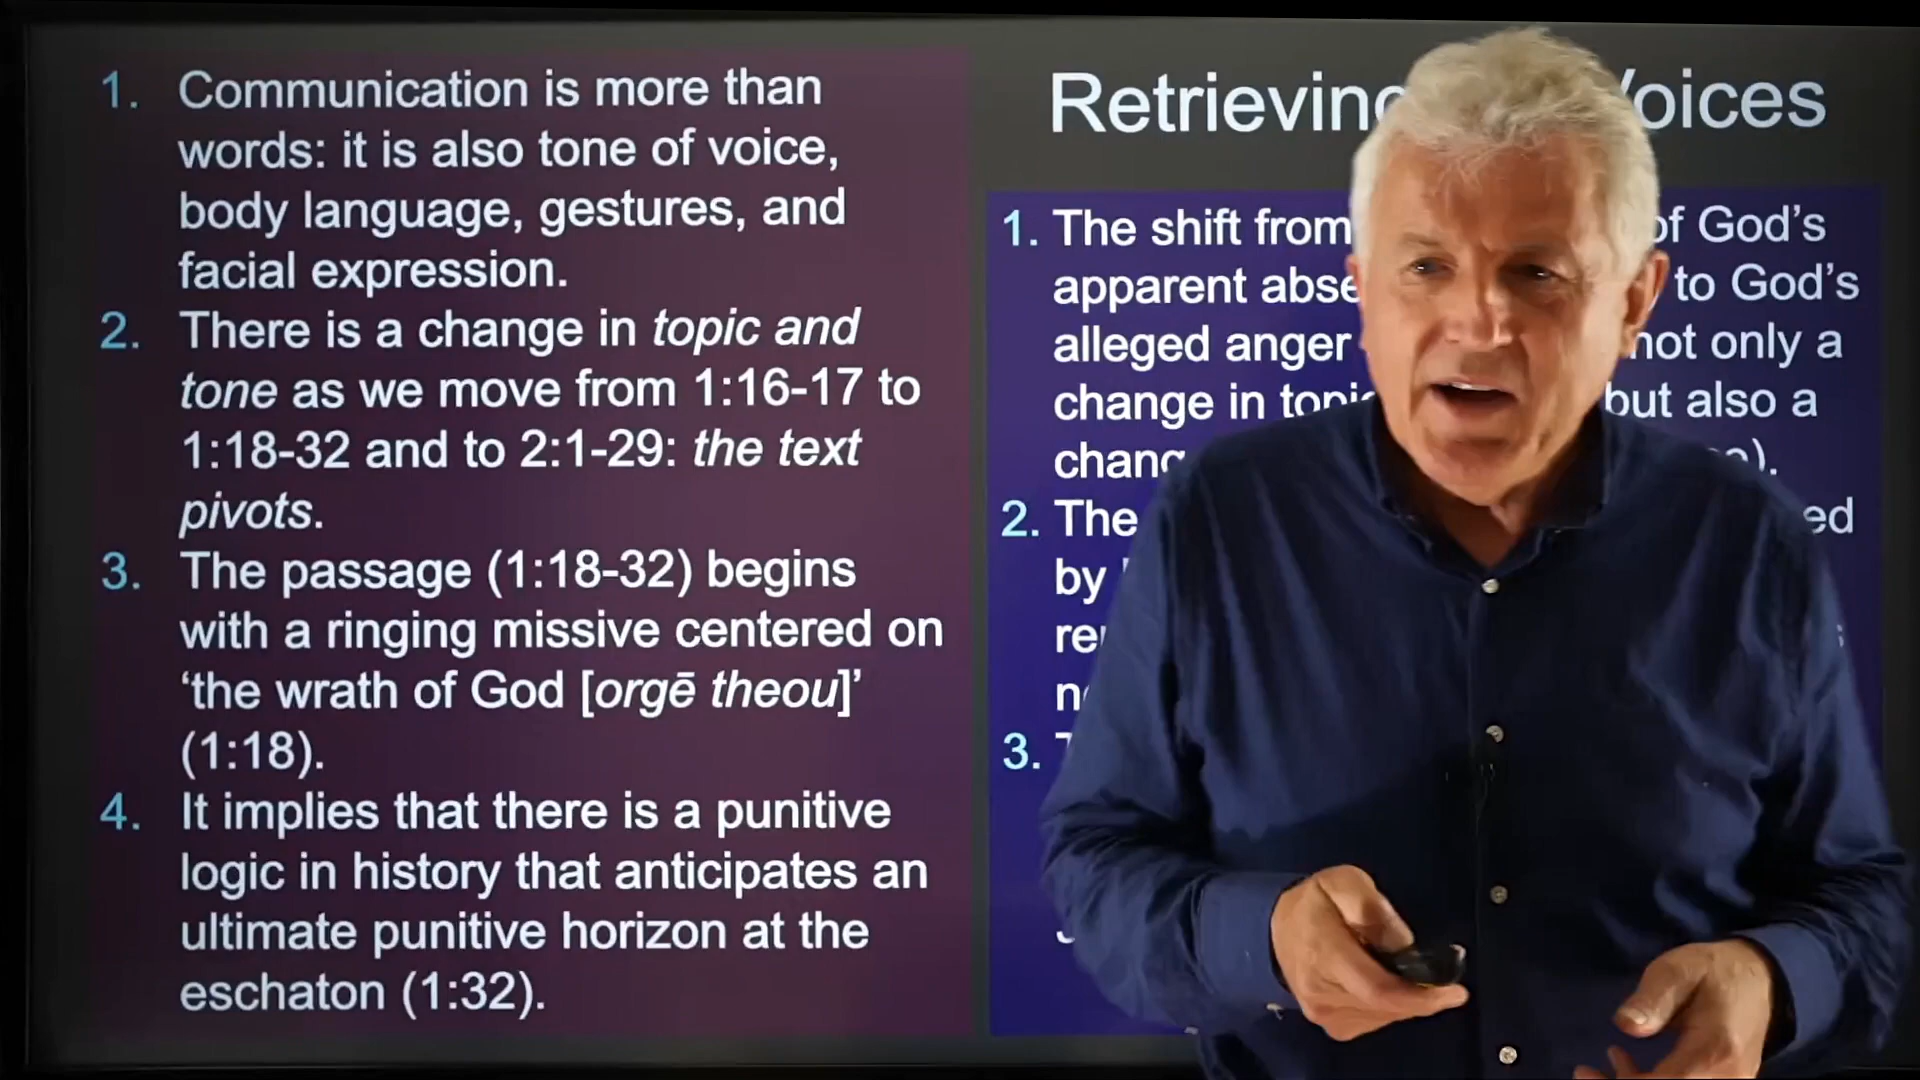 1. Communication is more than
words: it is also tone of voice,
body language, gestures, and
facial expression.
2. There is a change in topic and
tone as we move from 1:16-17 to
1:18-32 and to 2:1-29: the text
pivots.
3. The passage (1:18-32) begins
with a ringing missive centered on
‘the wrath of God [orgē theou]’
(1:18).
4. It implies that there is a punitive
logic in history that anticipates an
ultimate punitive horizon at the
eschaton (1:32).
Retrieving Voices
1. The shift from of God’s
apparent to God’s
alleged anger not only a
change in topic but also a
2. The
by
3.